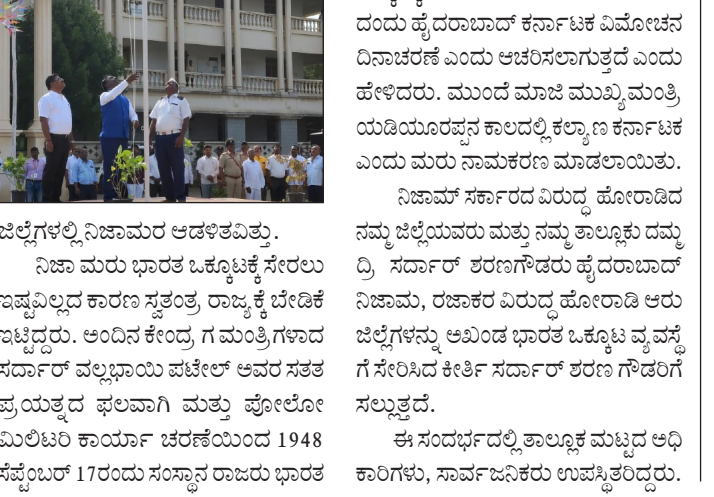 ಜಿಲ್ಲೆಗಳಲ್ಲಿ ನಿಜಾಮರ ಆಡಳಿತವಿತ್ತು.
ನಿಜಾ ಮರು ಭಾರತ ಒಕ್ಕೂಟಕ್ಕೆ ಸೇರಲು
ಇಷ್ಟವಿಲ್ಲದ ಕಾರಣ ಸ್ವತಂತ್ರ ರಾಜ್ಯಕ್ಕೆ ಬೇಡಿಕೆ
ಇಟ್ಟಿದ್ದರು. ಅಂದಿನ ಕೇಂದ್ರ ಗ ಮಂತ್ರಿಗಳಾದ
ಸರ್ದಾರ್ ವಲ್ಲಭಾಯಿ ಪಟೇಲ್ ಅವರ ಸತತ
ಪ್ರಯತ್ನದ ಫಲವಾಗಿ ಮತ್ತು ಪೋಲೋ
ಮಿಲಿಟರಿ ಕಾರ್ಯಾ ಚರಣೆಯಿಂದ 1948
ಸೆಪ್ಟೆಂಬರ್ 17ರಂದು ಸಂಸ್ಥಾನ ರಾಜರು ಭಾರತ
ದಂದು ಹೈದರಾಬಾದ್ ಕರ್ನಾಟಕ ವಿಮೋಚನ
ದಿನಾಚರಣೆ ಎಂದು ಆಚರಿಸಲಾಗುತ್ತದೆ ಎಂದು
ಹೇಳಿದರು. ಮುಂದೆ ಮಾಜಿ ಮುಖ್ಯಮಂತ್ರಿ
ಯಡಿಯೂರಪ್ಪನ ಕಾಲದಲ್ಲಿ ಕಲ್ಯಾಣ ಕರ್ನಾಟಕ
ಎಂದು ಮರು ನಾಮಕರಣ ಮಾಡಲಾಯಿತು.
ನಿಜಾಮ್ ಸರ್ಕಾರದ ವಿರುದ್ಧ ಹೋರಾಡಿದ
ನಮ್ಮ ಜಿಲ್ಲೆಯವರು ಮತ್ತು ನಮ್ಮ ತಾಲ್ಲೂಕು ದಮ್ಮ
ದ್ರಿ ಸರ್ದಾರ್ ಶರಣಗೌಡರು ಹೈದರಾಬಾದ್
ನಿಜಾಮ, ರಜಾಕರ ವಿರುದ್ಧ ಹೋರಾಡಿ ಆರು
ಜಿಲ್ಲೆಗಳನ್ನು ಅಖಂಡ ಭಾರತ ಒಕ್ಕೂಟ ವ್ಯವಸ್ಥೆ
ಗೆ ಸೇರಿಸಿದ ಕೀರ್ತಿ ಸರ್ದಾರ್ ಶರಣ ಗೌಡರಿಗೆ
ಸಲ್ಲುತ್ತದೆ.
ಈ ಸಂದರ್ಭದಲ್ಲಿ ತಾಲ್ಲೂಕ ಮಟ್ಟದ ಅಧಿ
ಕಾರಿಗಳು, ಸಾರ್ವಜನಿಕರು ಉಪಸ್ಥಿತರಿದ್ದರು.